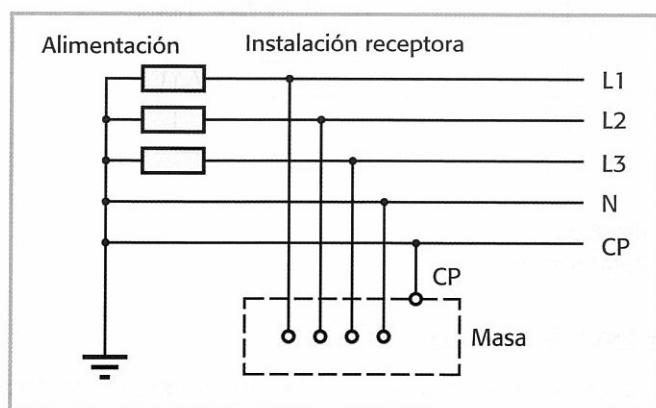 Alimentación
Instalación receptora
L1
L2
L3
N
CP
CP
Masa